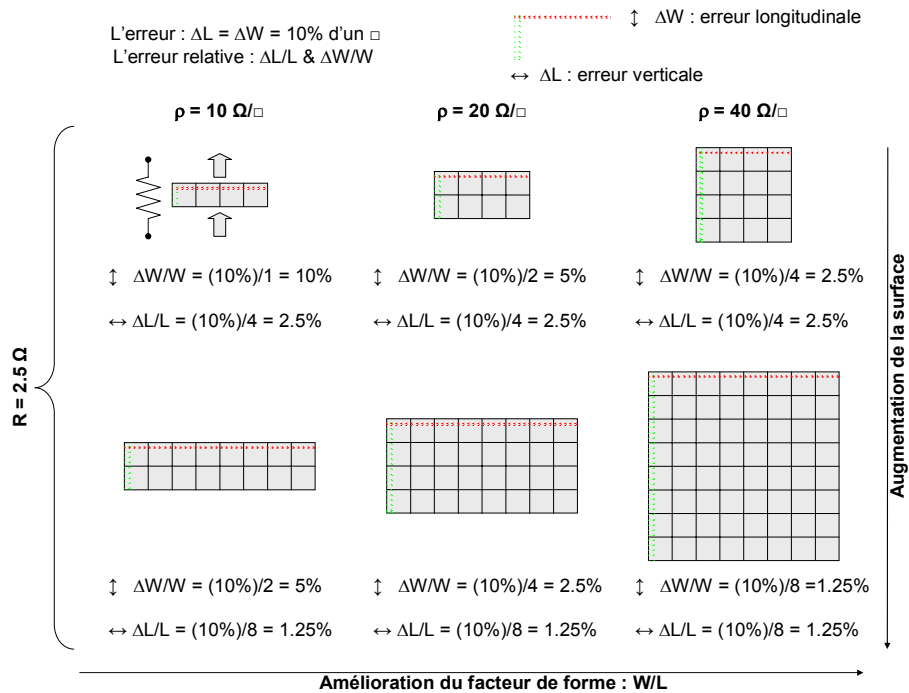 L'erreur : ΔL = ΔW = 10% d'un □
L'erreur relative : ΔL/L & ΔW/W
↕ ΔW : erreur longitudinale
↔ ΔL : erreur verticale
ρ = 10 Ω/□
ρ = 20 Ω/□
ρ = 40 Ω/□
↕ ΔW/W = (10%)/1 = 10%
↕ ΔW/W = (10%)/2 = 5%
↕ ΔW/W = (10%)/4 = 2.5%
↔ ΔL/L = (10%)/4 = 2.5%
↔ ΔL/L = (10%)/4 = 2.5%
↔ ΔL/L = (10%)/4 = 2.5%
R = 2.5 Ω
Augmentation de la surface
↕ ΔW/W = (10%)/2 = 5%
↕ ΔW/W = (10%)/4 = 2.5%
↕ ΔW/W = (10%)/8 =1.25%
↔ ΔL/L = (10%)/8 = 1.25%
↔ ΔL/L = (10%)/8 = 1.25%
↔ ΔL/L = (10%)/8 = 1.25%
Amélioration du facteur de forme : W/L